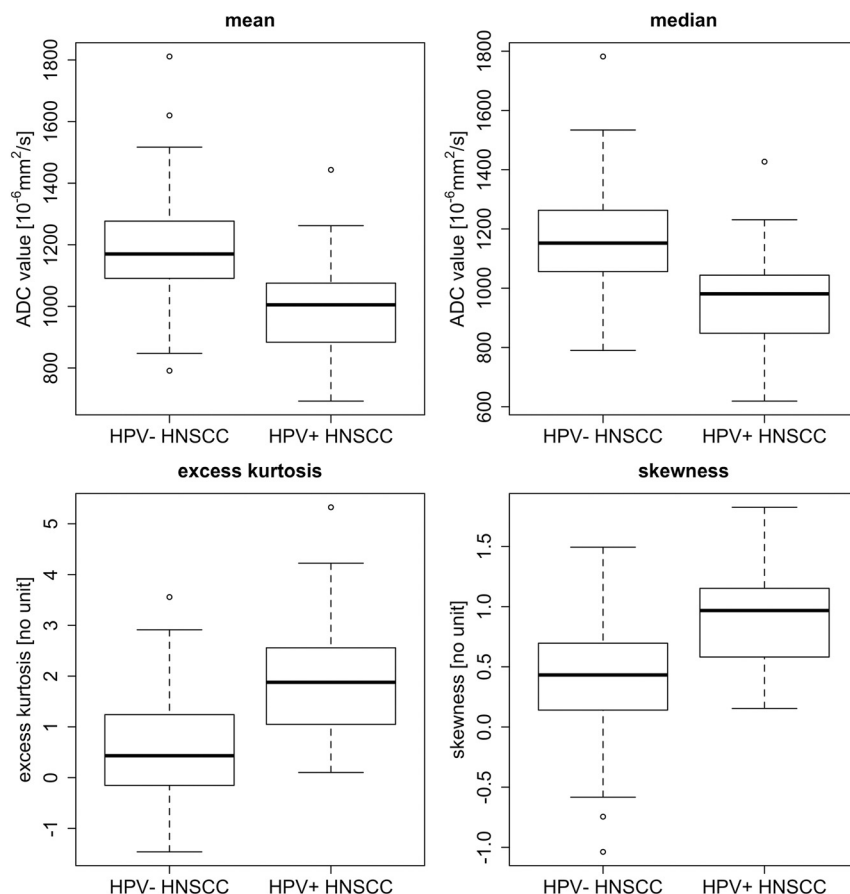 mean
ADC value [10⁻⁶mm²/s]
1800
1600
1400
1200
1000
800
HPV- HNSCC HPV+ HNSCC
median
ADC value [10⁻⁶mm²/s]
1800
1600
1400
1200
1000
800
600
HPV- HNSCC HPV+ HNSCC
excess kurtosis
excess kurtosis [no unit]
5
4
3
2
1
0
-1
HPV- HNSCC HPV+ HNSCC
skewness
skewness [no unit]
1.5
1.0
0.5
0.0
-0.5
-1.0
HPV- HNSCC HPV+ HNSCC